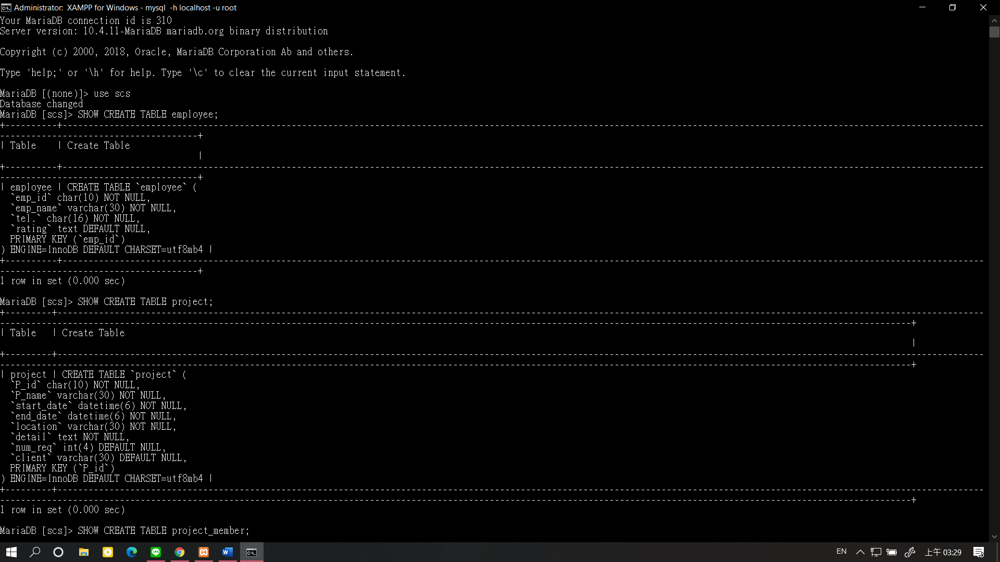 Administrator: XAMPP for Windows - mysql -h localhost -u root
Your MariaDB connection id is 310
Server version: 10.4.11-MariaDB mariadb.org binary distribution
Copyright (c) 2000, 2018, Oracle, MariaDB Corporation Ab and others.
Type 'help;' or '\h' for help. Type '\c' to clear the current input statement.
MariaDB [(none)]> use scs
Database changed
MariaDB [scs]> SHOW CREATE TABLE employee;
| Table | Create Table
|
| employee | CREATE TABLE `employee` (
`emp_id` char(10) NOT NULL,
`emp_name` varchar(30) NOT NULL,
`tel.` char(16) NOT NULL,
`rating` text DEFAULT NULL,
PRIMARY KEY (`emp_id`)
) ENGINE=InnoDB DEFAULT CHARSET=utf8mb4 |
1 row in set (0.000 sec)
MariaDB [scs]> SHOW CREATE TABLE project;
| Table | Create Table
|
| project | CREATE TABLE `project` (
`P_id` char(10) NOT NULL,
`P_name` varchar(30) NOT NULL,
`start_date` datetime(6) NOT NULL,
`end_date` datetime(6) NOT NULL,
`location` varchar(30) NOT NULL,
`detail` text NOT NULL,
`num_req` int(4) DEFAULT NULL,
`client` varchar(30) DEFAULT NULL,
PRIMARY KEY (`P_id`)
) ENGINE=InnoDB DEFAULT CHARSET=utf8mb4 |
1 row in set (0.000 sec)
MariaDB [scs]> SHOW CREATE TABLE project_member;
EN 上午 03:29